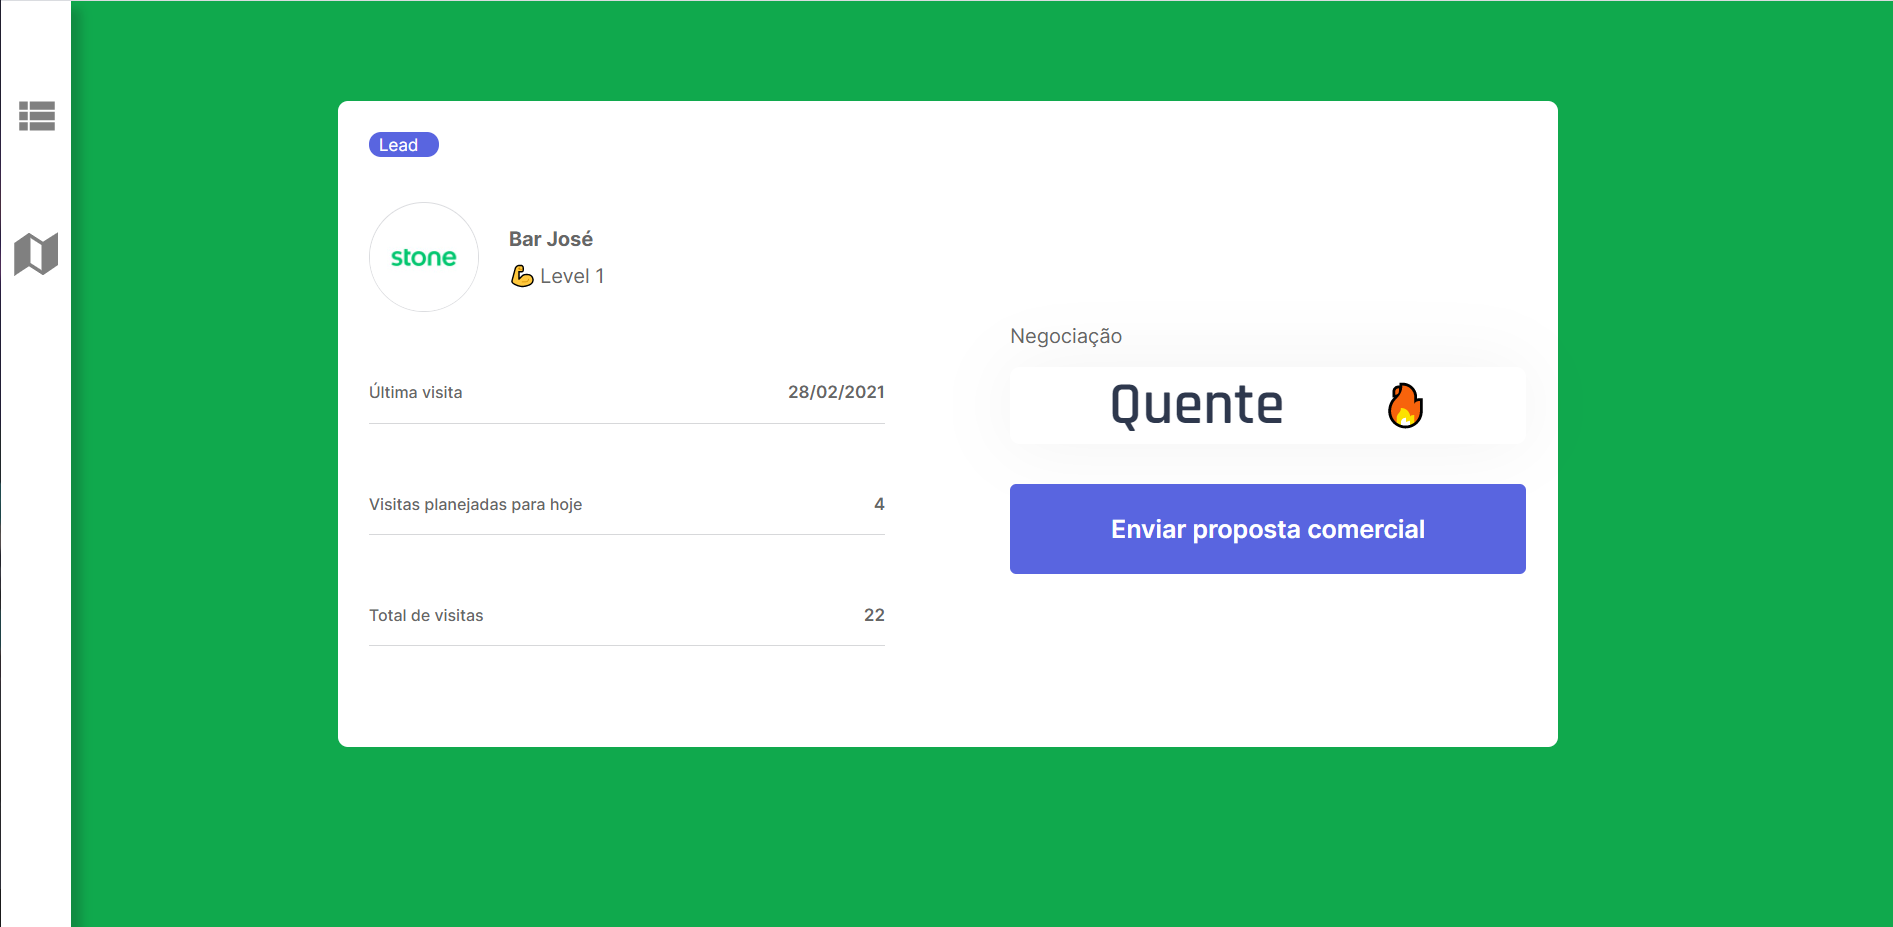 Lead
stone
Bar José
💪 Level 1
Última visita 28/02/2021
Visitas planejadas para hoje 4
Total de visitas 22
Negociação
Quente 🔥
Enviar proposta comercial